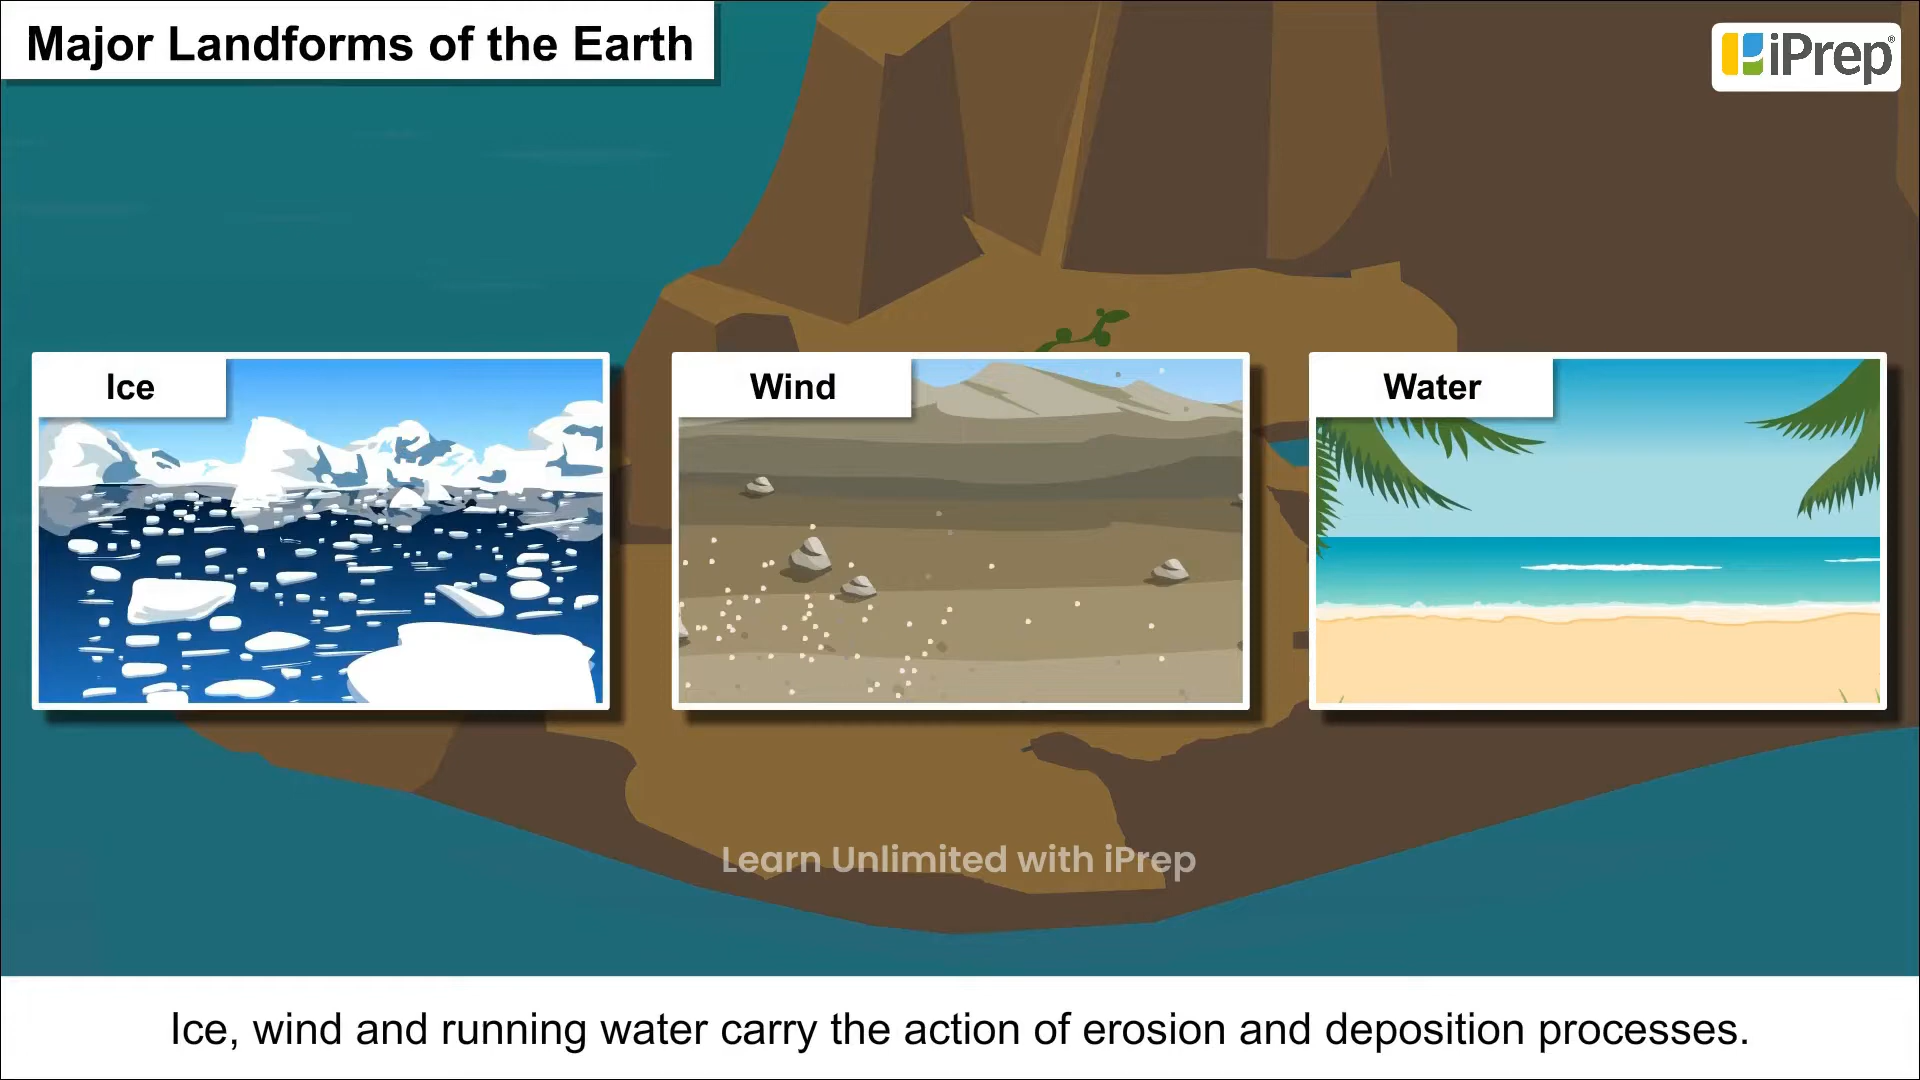 Major Landforms of the Earth
iPrep®
Ice
Wind
Water
Learn Unlimited with iPrep
Ice, wind and running water carry the action of erosion and deposition processes.